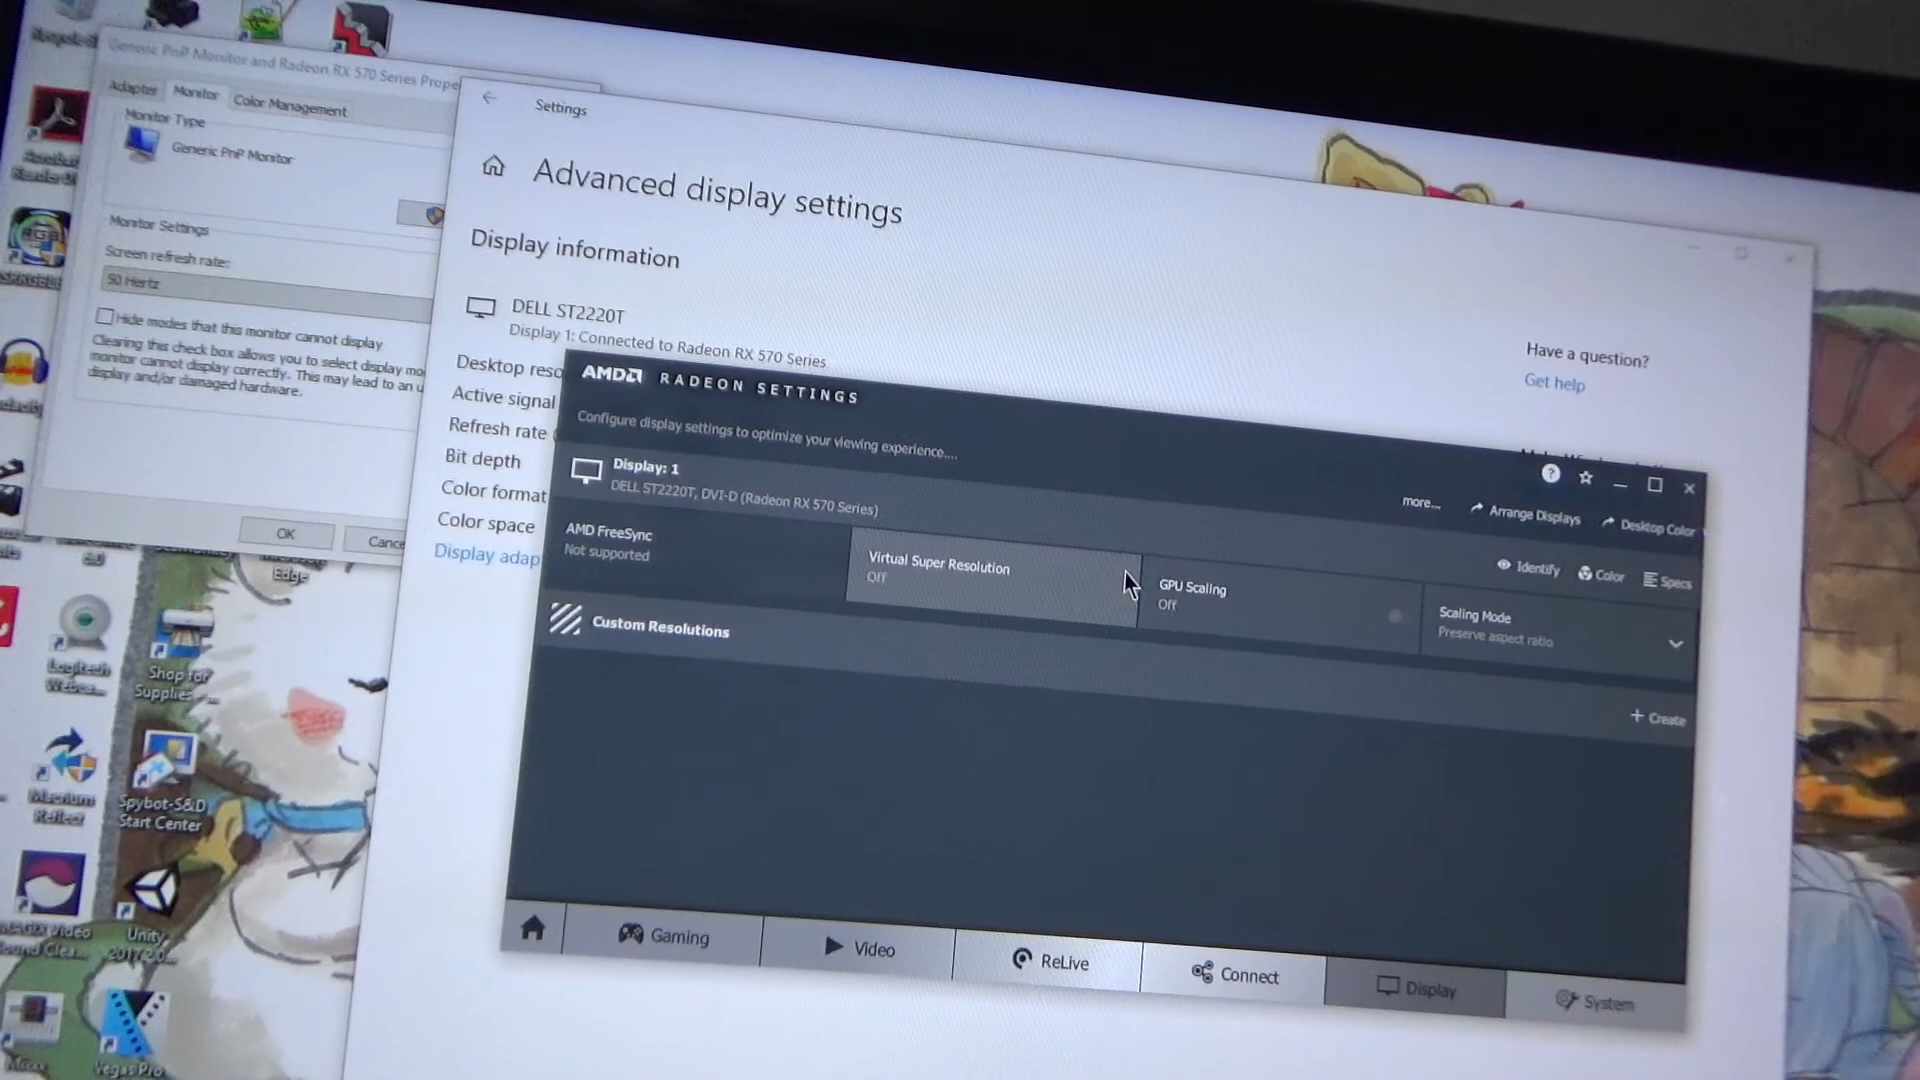 Generic PnP Monitor and Radeon RX 570 Series Prope
Adapter
Monitor
Color Management
Monitor Type
Generic PnP Monitor
Monitor Settings
Screen refresh rate:
50 Hertz
Hide modes that this monitor cannot display
Clearing this check box allows you to select display mo
monitor cannot display correctly. This may lead to an u
display and/or damaged hardware.
OK
Cance
Settings
Advanced display settings
Display information
DELL ST2220T
Display 1: Connected to Radeon RX 570 Series
Desktop reso
Active signal
Refresh rate
Bit depth
Color format
Color space
Display adap
Have a question?
Get help
AMD RADEON SETTINGS
Configure display settings to optimize your viewing experience....
Display: 1
DELL ST2220T, DVI-D (Radeon RX 570 Series)
more...
Arrange Displays
Desktop Color
Identify
Color
Specs
AMD FreeSync
Not supported
Virtual Super Resolution
Off
GPU Scaling
Off
Scaling Mode
Preserve aspect ratio
Custom Resolutions
+ Create
Gaming
Video
ReLive
Connect
Display
System
Edge
Logitech
Webca...
Shop for
Supplies -...
Macrium
Reflect
Spybot-S&D
Start Center
Unity
2017.2.0...
Vegas Pro